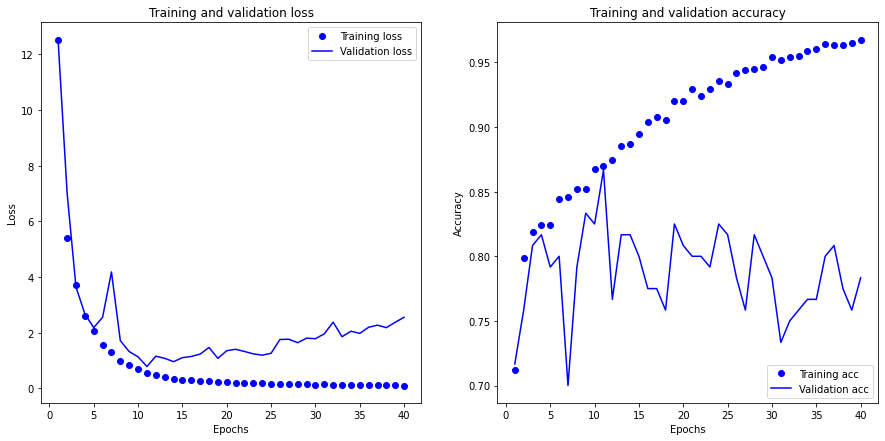 Training and validation loss
Training loss
Validation loss
Loss
12
10
8
6
4
2
0
0 5 10 15 20 25 30 35 40
Epochs
Training and validation accuracy
Accuracy
0.95
0.90
0.85
0.80
0.75
0.70
Training acc
Validation acc
0 5 10 15 20 25 30 35 40
Epochs